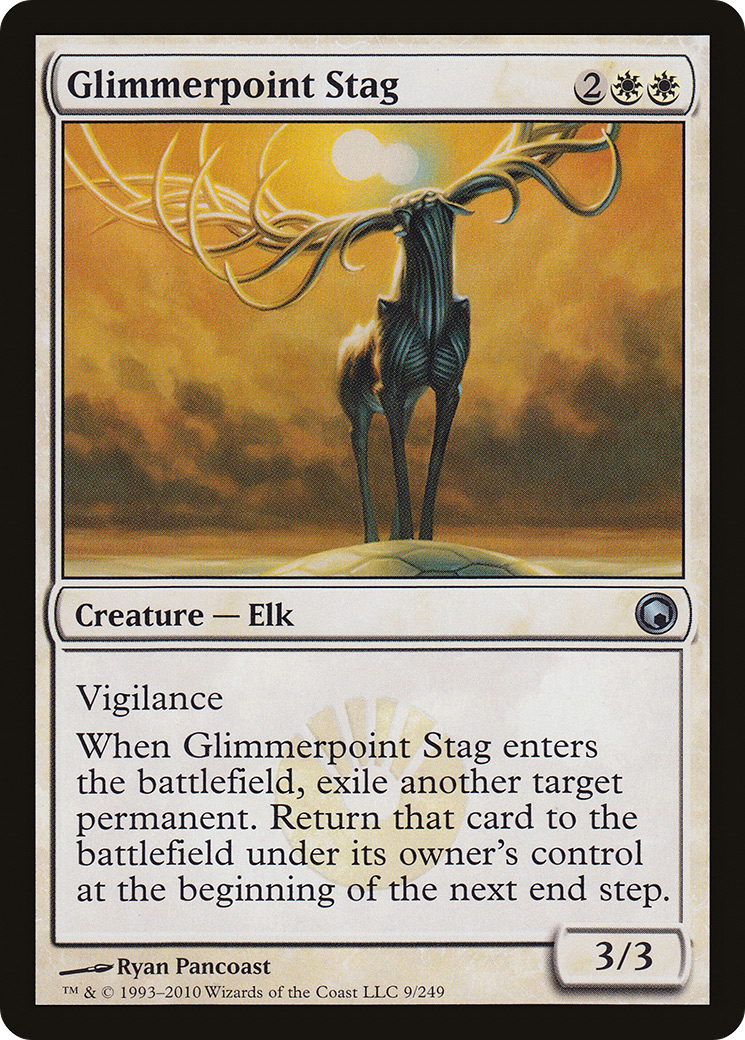 Glimmerpoint Stag 2
Creature — Elk
Vigilance
When Glimmerpoint Stag enters
the battlefield, exile another target
permanent. Return that card to the
battlefield under its owner's control
at the beginning of the next end step.
3/3
Ryan Pancoast
™ & © 1993–2010 Wizards of the Coast LLC 9/249